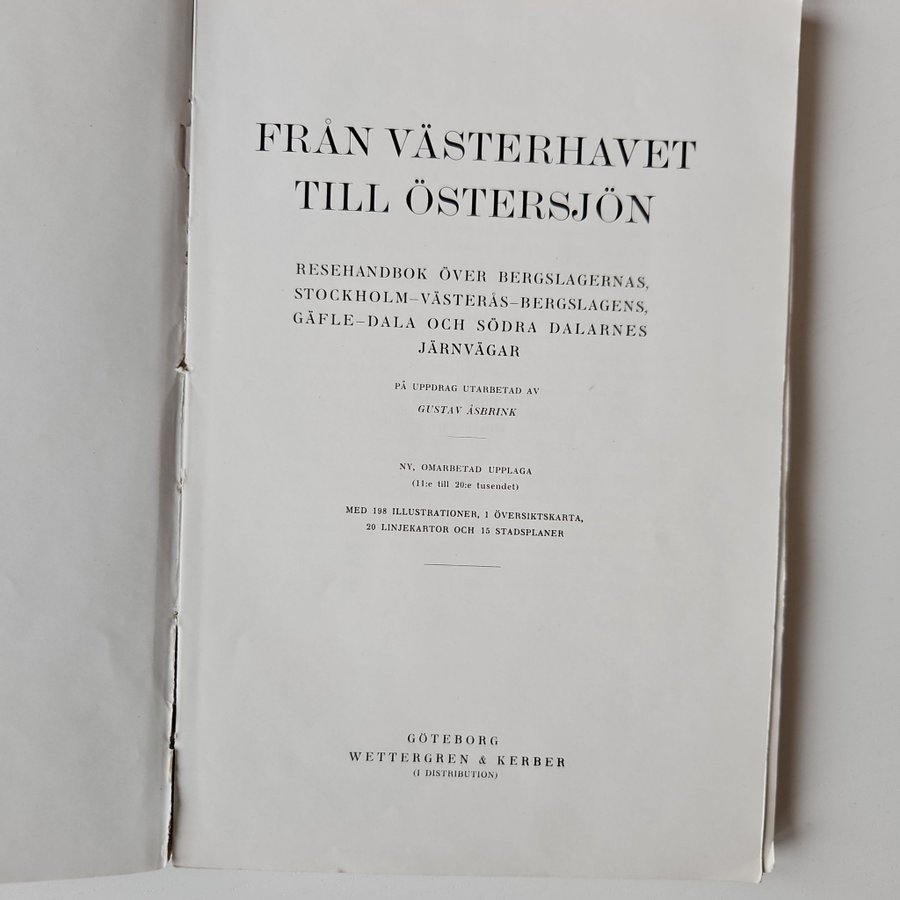 FRÅN VÄSTERHAVET
TILL ÖSTERSJÖN
RESEHANDBOK ÖVER BERGSLAGERNAS,
STOCKHOLM–VÄSTERÅS–BERGSLAGENS,
GÄFLE–DALA OCH SÖDRA DALARNES
JÄRNVÄGAR
PÅ UPPDRAG UTARBETAD AV
GUSTAV ÅSBRINK
NY, OMARBETAD UPPLAGA
(11:e till 20:e tusendet)
MED 198 ILLUSTRATIONER, 1 ÖVERSIKTSKARTA,
20 LINJEKARTOR OCH 15 STADSPLANER
GÖTEBORG
WETTERGREN & KERBER
(I DISTRIBUTION)